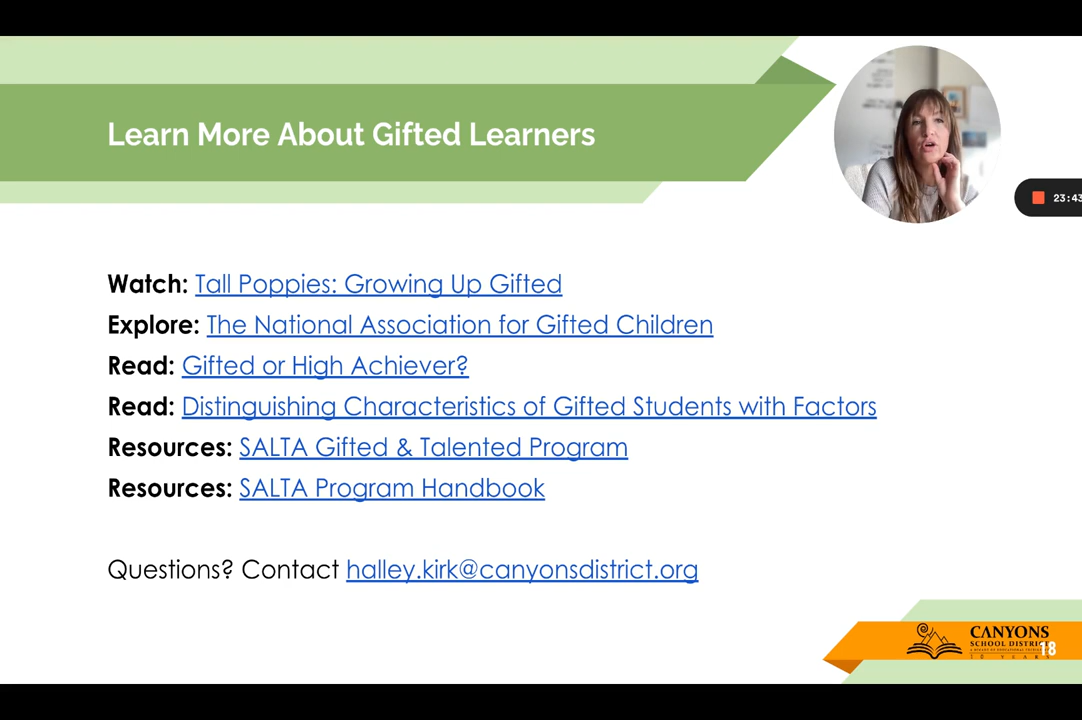 Learn More About Gifted Learners
23:43
Watch: Tall Poppies: Growing Up Gifted
Explore: The National Association for Gifted Children
Read: Gifted or High Achiever?
Read: Distinguishing Characteristics of Gifted Students with Factors
Resources: SALTA Gifted & Talented Program
Resources: SALTA Program Handbook
Questions? Contact halley.kirk@canyonsdistrict.org
CANYONS
SCHOOL DISTRICT
18